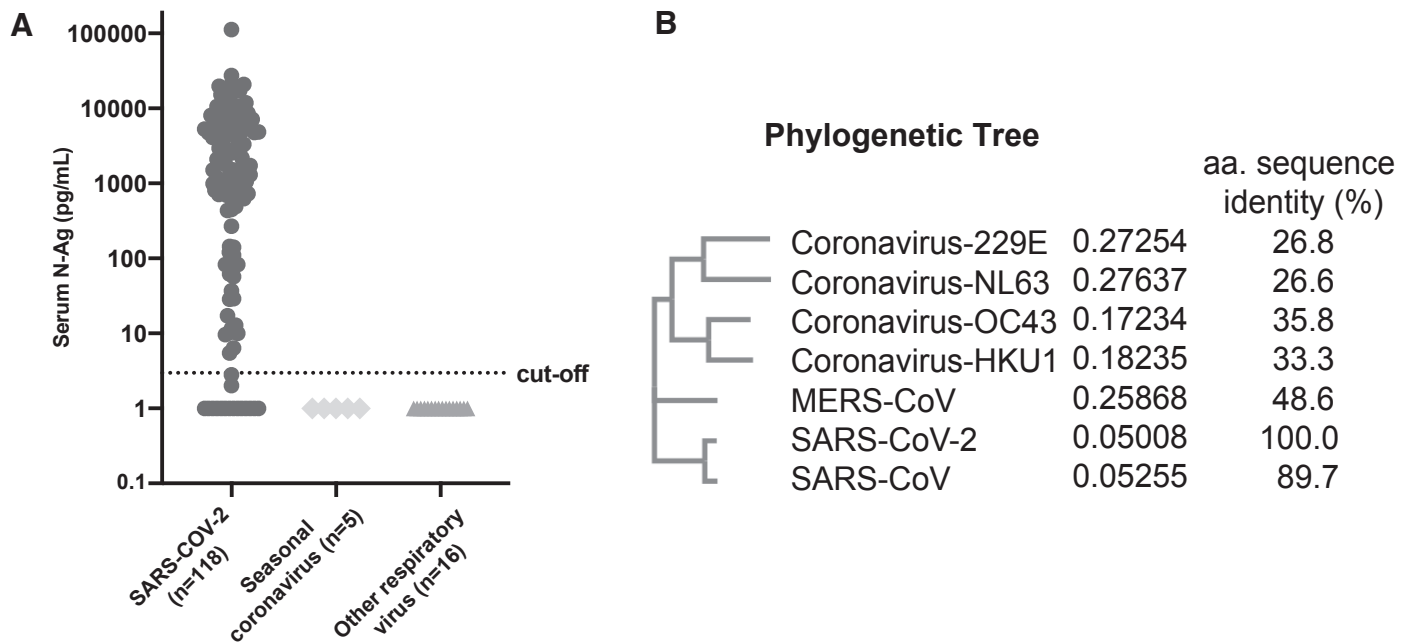 A
100000
10000
1000
100
10
1
0.1
Serum N-Ag (pg/mL)
cut-off
SARS-COV-2
(n=118)
Seasonal
coronavirus (n=5)
Other respiratory
virus (n=16)
B
Phylogenetic Tree
aa. sequence
identity (%)
Coronavirus-229E 0.27254 26.8
Coronavirus-NL63 0.27637 26.6
Coronavirus-OC43 0.17234 35.8
Coronavirus-HKU1 0.18235 33.3
MERS-CoV 0.25868 48.6
SARS-CoV-2 0.05008 100.0
SARS-CoV 0.05255 89.7